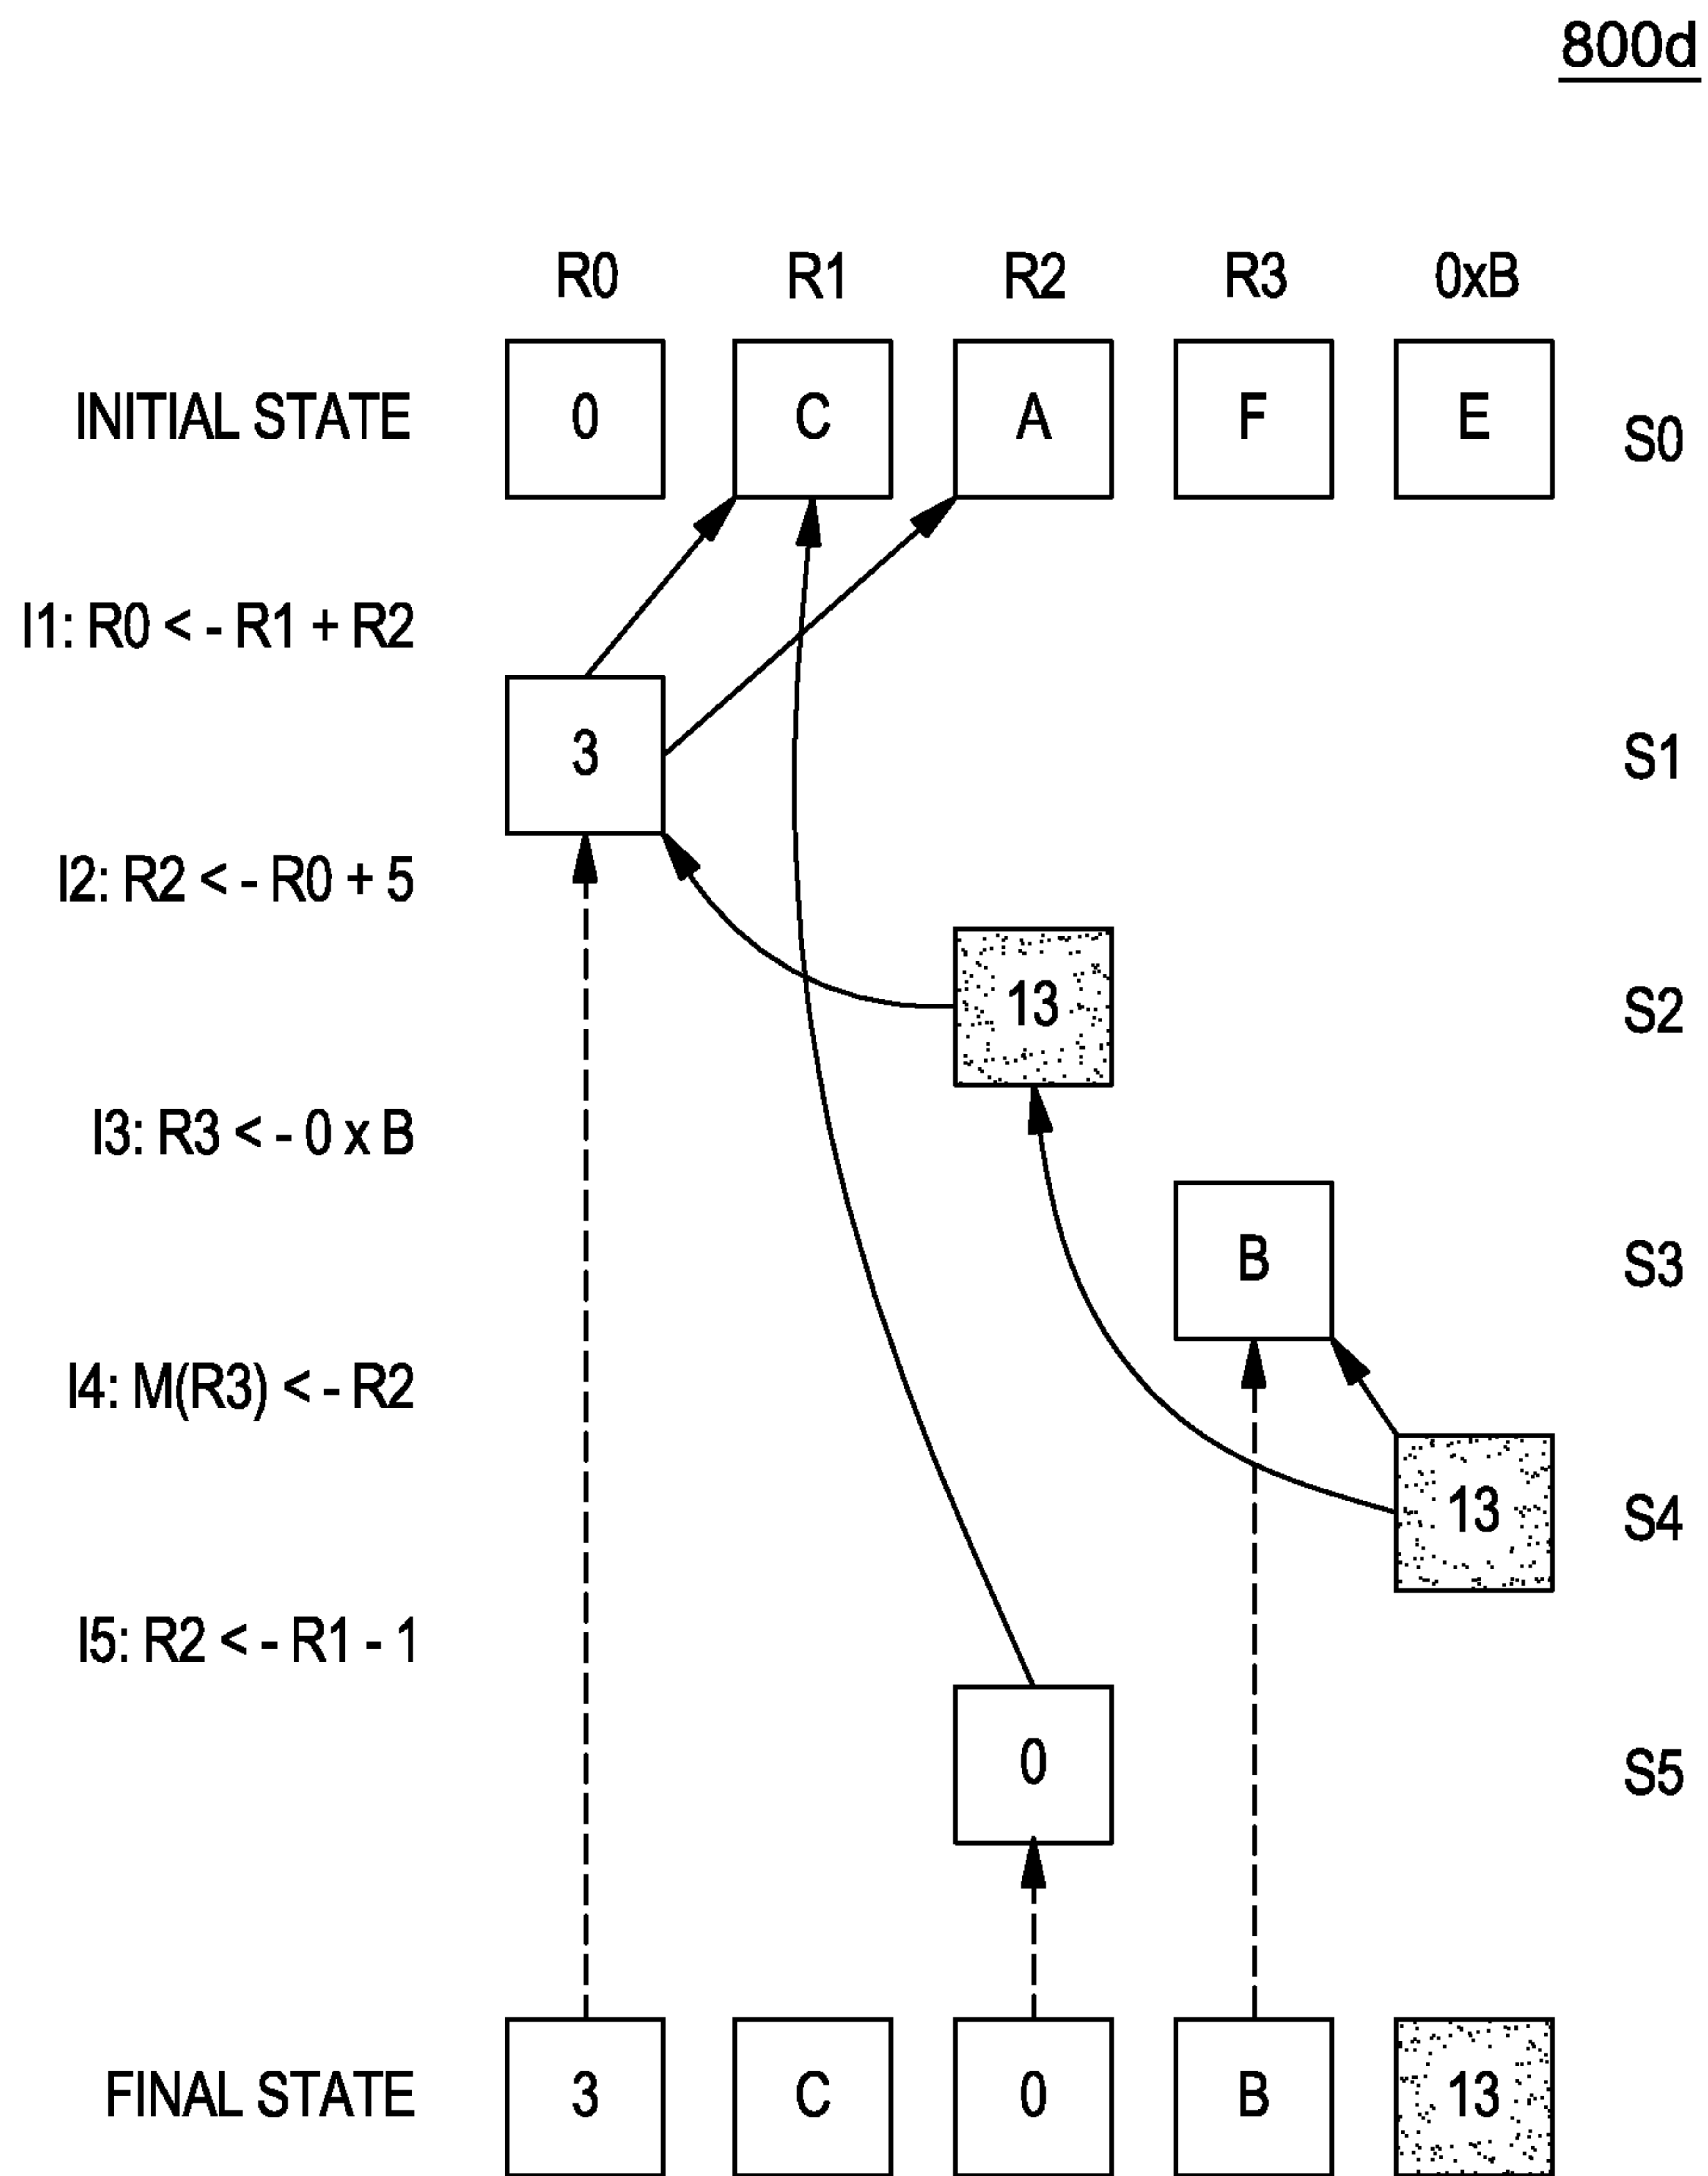 800d
R0 R1 R2 R3 0xB
INITIAL STATE 0 C A F E S0
I1: R0 < - R1 + R2
3 S1
I2: R2 < - R0 + 5
13 S2
I3: R3 < - 0 x B
B S3
I4: M(R3) < - R2
13 S4
I5: R2 < - R1 - 1
0 S5
FINAL STATE 3 C 0 B 13